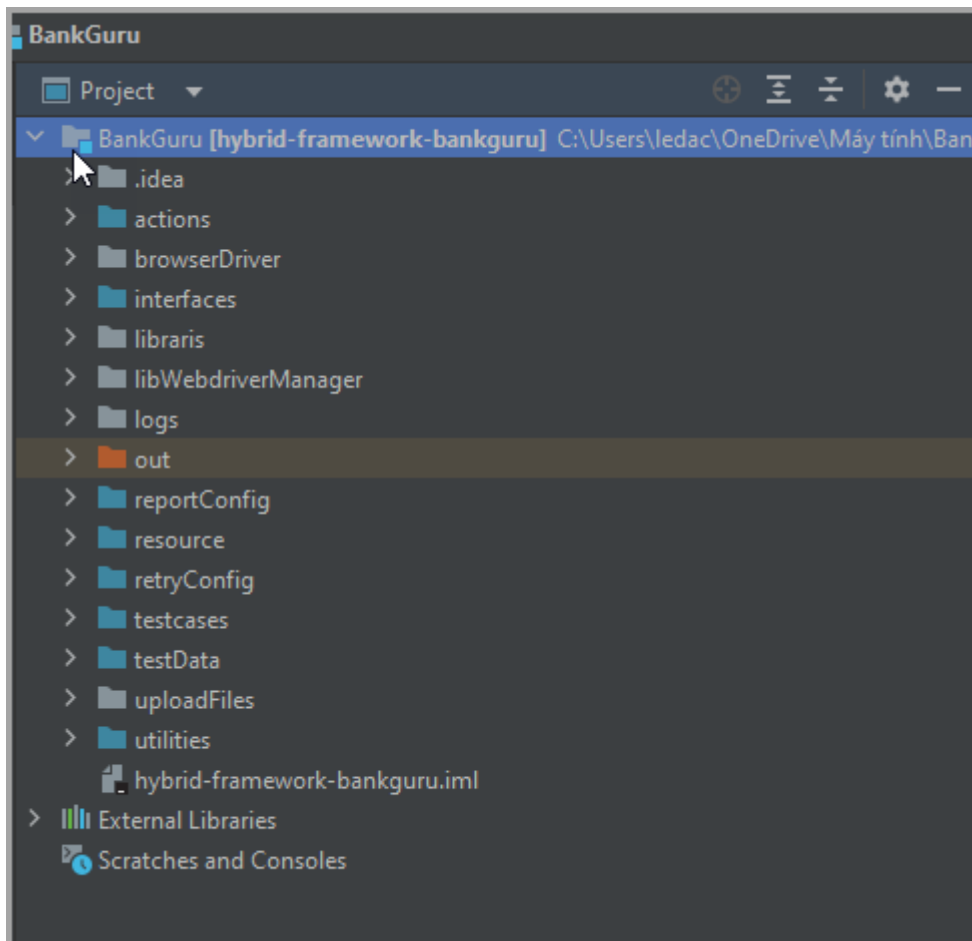 BankGuru
Project
BankGuru [hybrid-framework-bankguru] C:\Users\ledac\OneDrive\Máy tính\Ban
.idea
actions
browserDriver
interfaces
libraris
libWebdriverManager
logs
out
reportConfig
resource
retryConfig
testcases
testData
uploadFiles
utilities
hybrid-framework-bankguru.iml
External Libraries
Scratches and Consoles